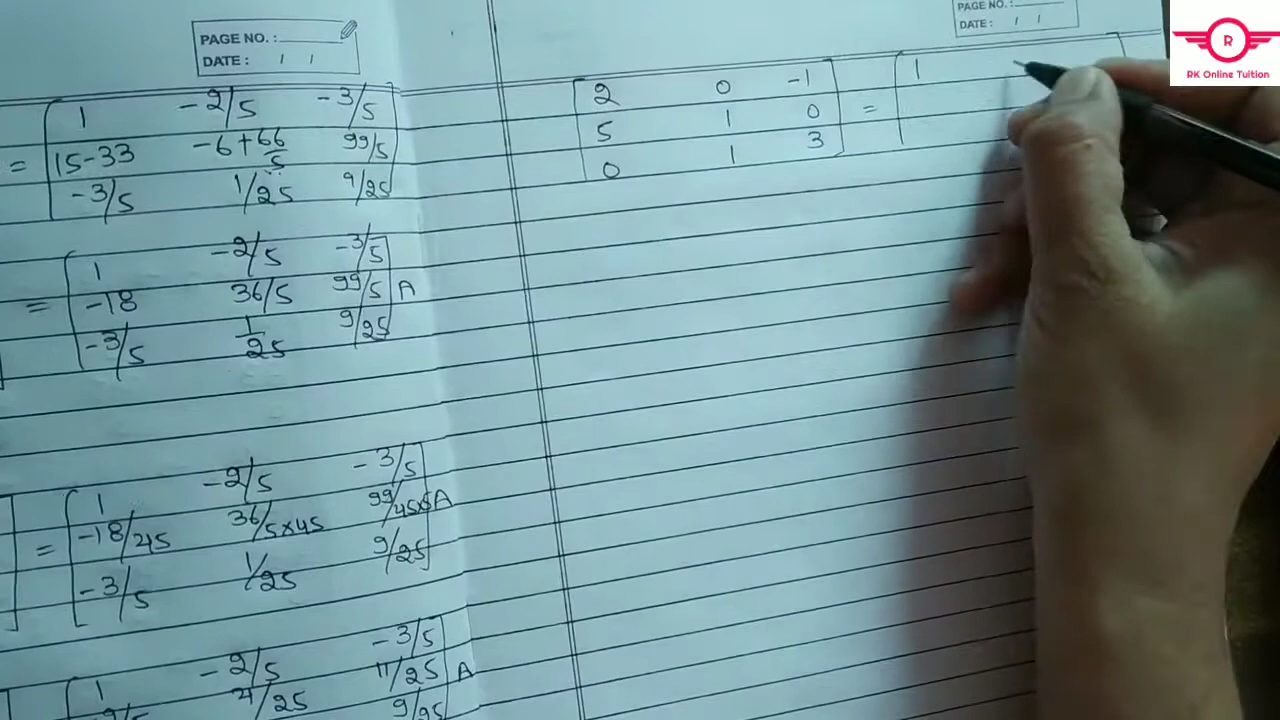 PAGE NO. :
DATE : / /
= [ 1 -2/5 -3/5
15-33 -6+66/5 99/5
-3/5 1/25 9/25 ]
= [ 1 -2/5 -3/5
-18 36/5 99/5 ] A
-3/5 1/25 9/25
= [ 1 -2/5 -3/5
-18/45 36/5×45 99/45×5 ] A
-3/5 1/25 9/25
[ 1 -2/5 -3/5
4/25 11/25 ] A
9/25
PAGE NO. :
DATE : / /
R
RK Online Tuition
[ 2 0 -1
5 1 0 ] = [ 1
0 1 3